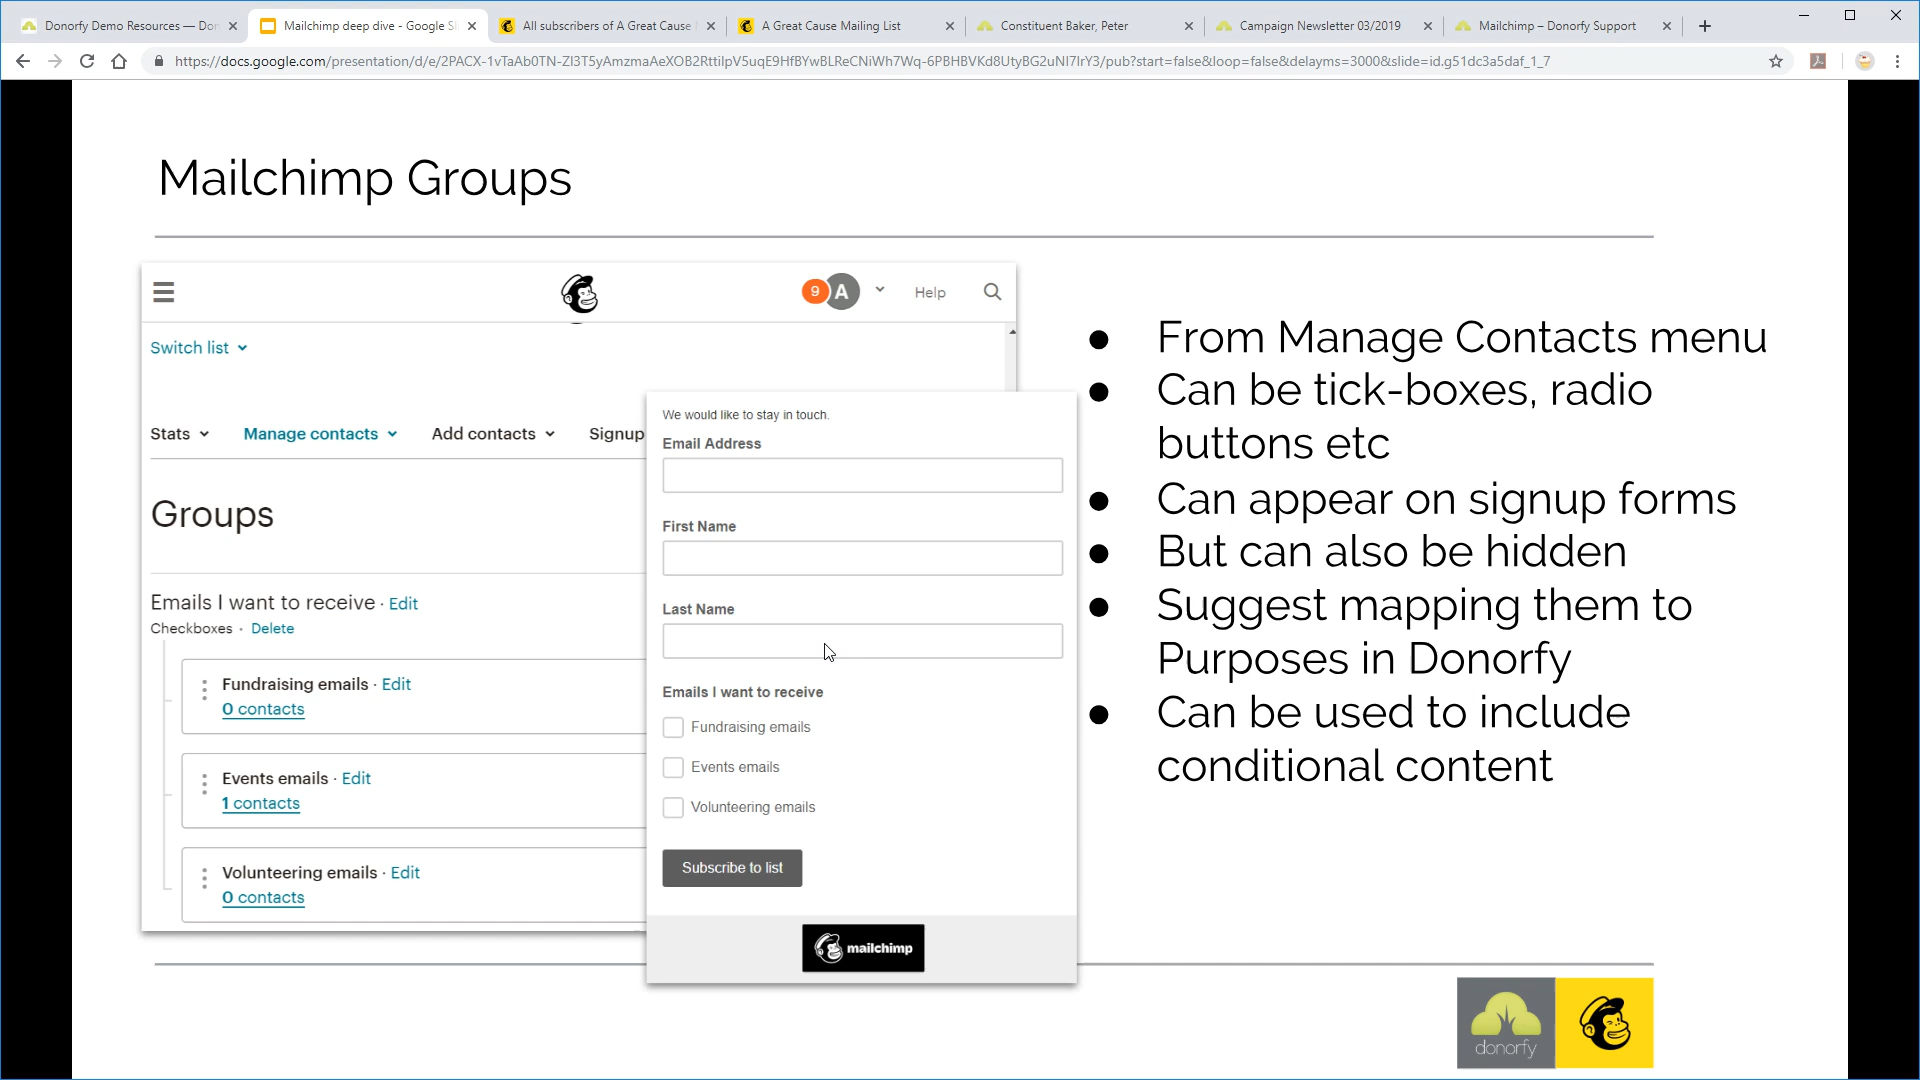 Donorfy Demo Resources — Don
Mailchimp deep dive - Google Sl
All subscribers of A Great Cause
A Great Cause Mailing List
Constituent Baker, Peter
Campaign Newsletter 03/2019
Mailchimp – Donorfy Support
https://docs.google.com/presentation/d/e/2PACX-1vTaAb0TN-Zl3T5yAmzmaAeXOB2RttilpV5uqE9HfBYwBLReCNiWh7Wq-6PBHBVKd8UtyBG2uNI7IrY3/pub?start=false&loop=false&delayms=3000&slide=id.g51dc3a5daf_1_7
Mailchimp Groups
9
A
Help
Switch list
Stats
Manage contacts
Add contacts
Signup
Groups
Emails I want to receive · Edit
Checkboxes · Delete
Fundraising emails · Edit
0 contacts
Events emails · Edit
1 contacts
Volunteering emails · Edit
0 contacts
We would like to stay in touch.
Email Address
First Name
Last Name
Emails I want to receive
Fundraising emails
Events emails
Volunteering emails
Subscribe to list
mailchimp
● From Manage Contacts menu
● Can be tick-boxes, radio
buttons etc
● Can appear on signup forms
● But can also be hidden
● Suggest mapping them to
Purposes in Donorfy
● Can be used to include
conditional content
donorfy